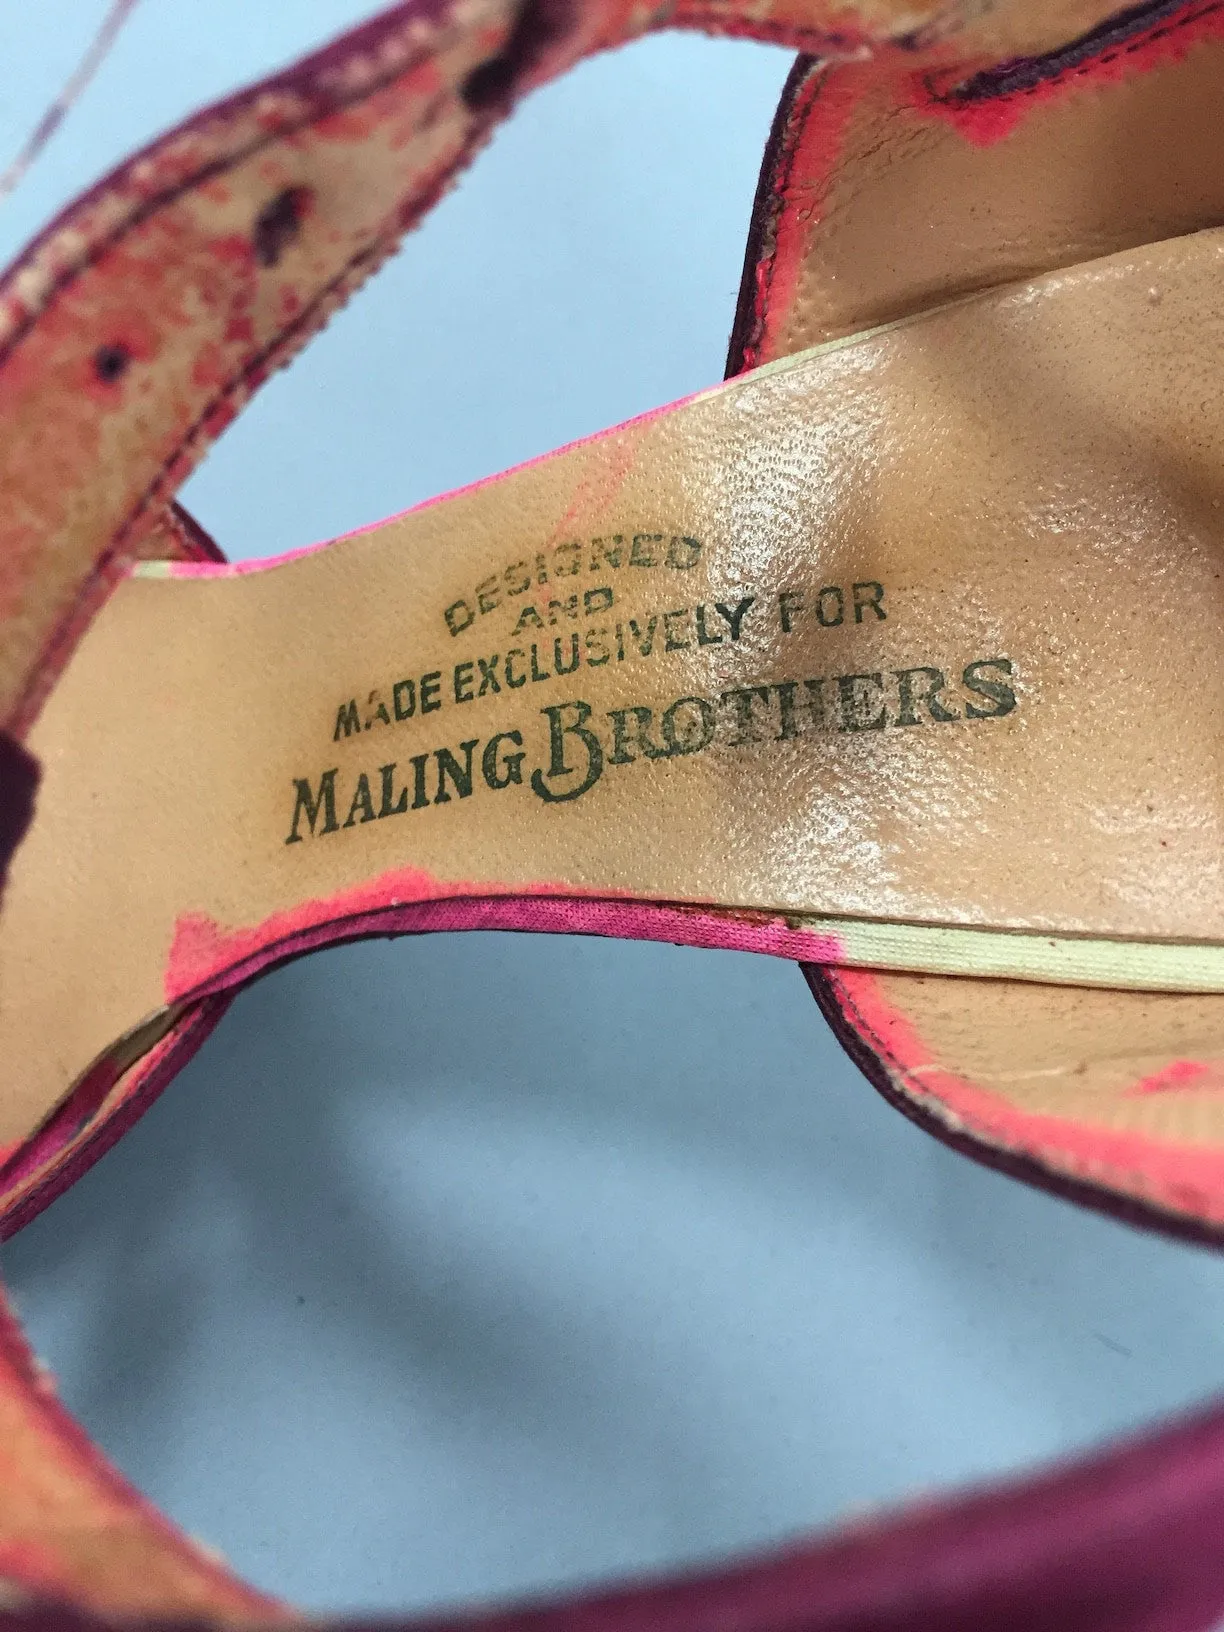 DESIGNED
AND
MADE EXCLUSIVELY FOR
MALING BROTHERS